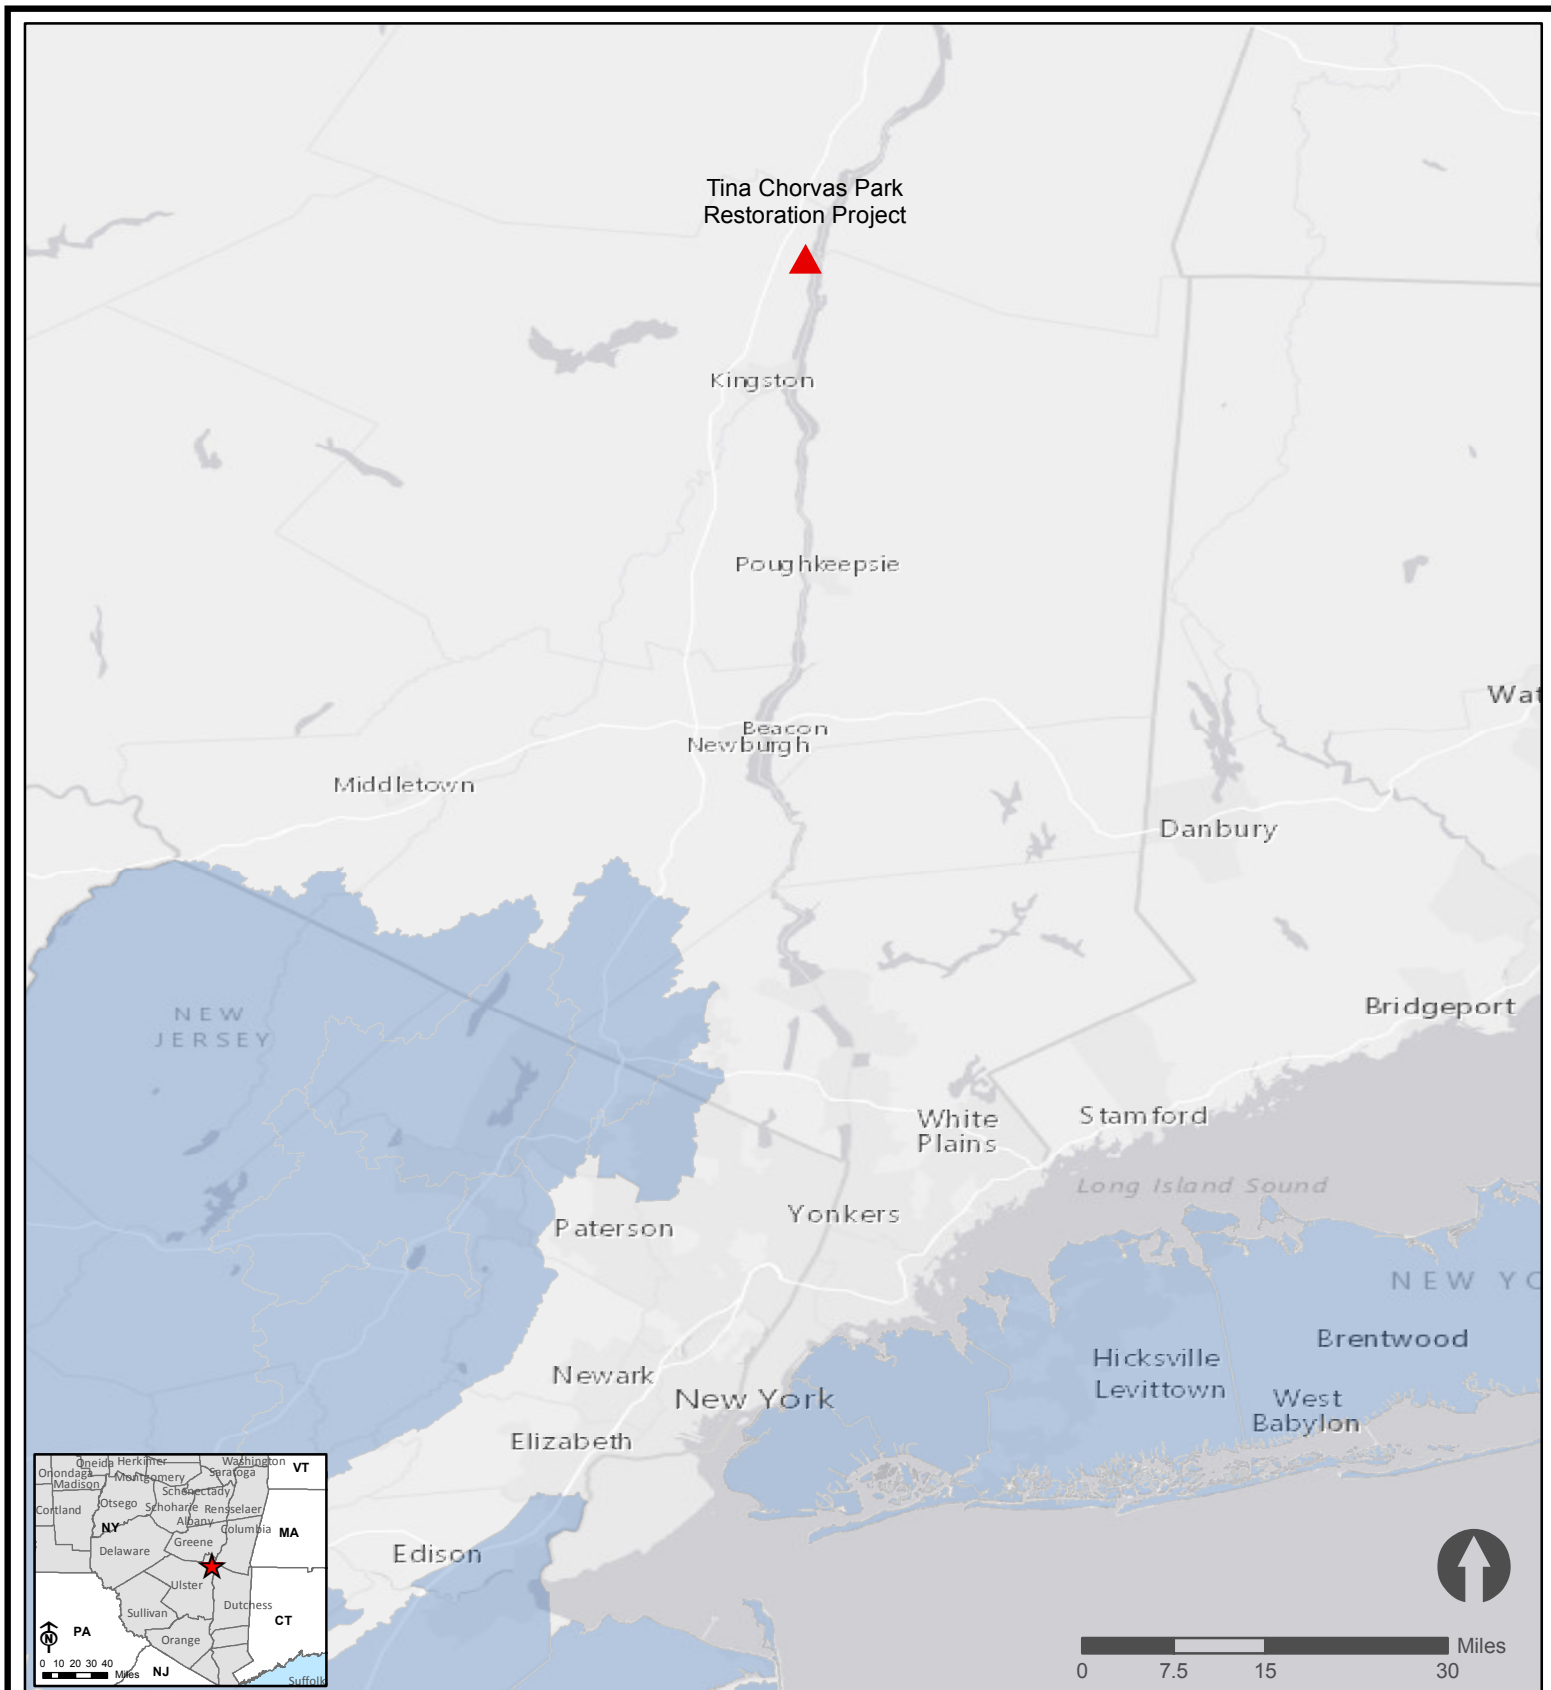 Tina Chorvas Park
Restoration Project
Kingston
Poughkeepsie
Wat
Beacon
Newburgh
Middletown
Danbury
NEW
JERSEY
Bridgeport
White
Plains
Stamford
Long Island Sound
Yonkers
Paterson
NEW YO
Brentwood
Hicksville
Levittown
Newark
New York
West
Babylon
Elizabeth
Edison
Oneida Herkimer Washington VT
Onondaga Montgomery Saratoga
Madison
Schenectady
Cortland Otsego Schoharie Rensselaer
NY Albany
Columbia MA
Greene
Delaware
Ulster
Dutchess
Sullivan
CT
PA
Orange
N
0 10 20 30 40
Miles
NJ
Suffolk
Miles
0 7.5 15 30